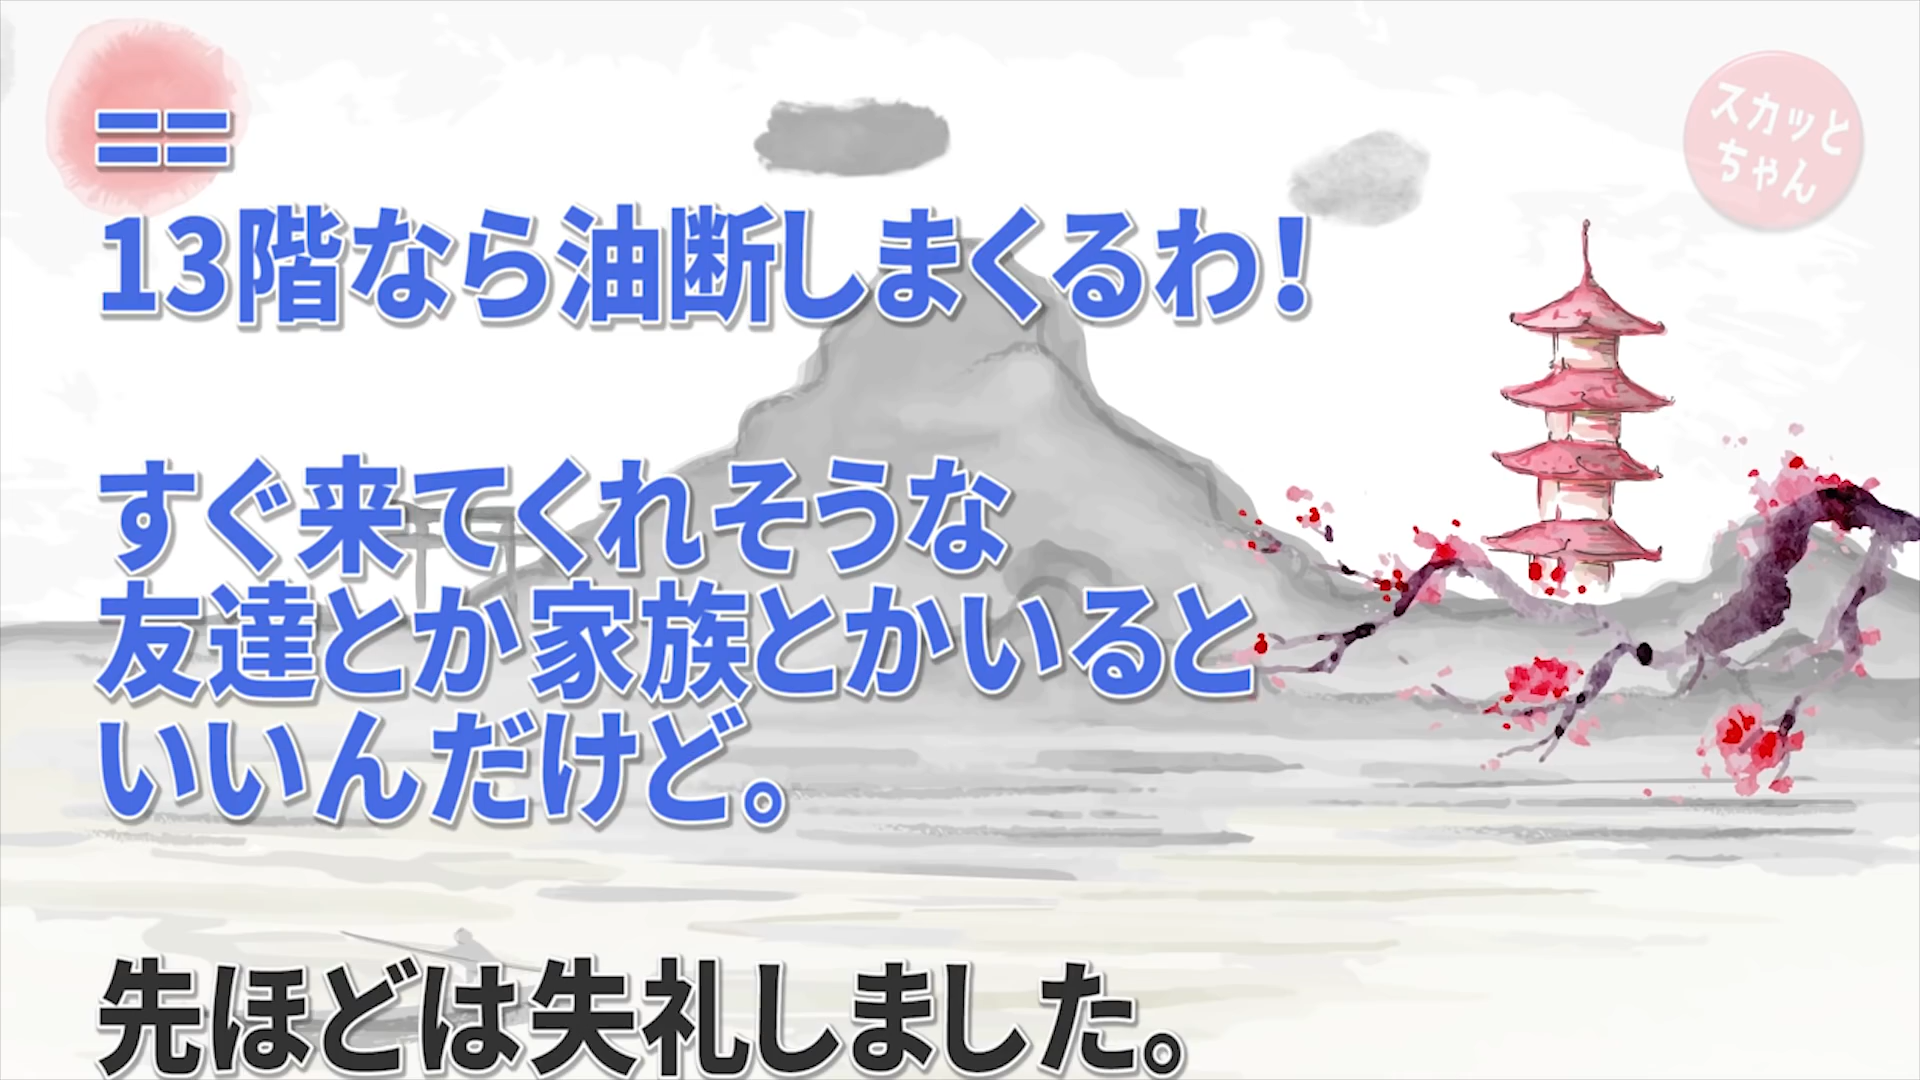 ==
13階なら油断しまくるわ！
すぐ来てくれそうな
友達とか家族とかいると
いいんだけど。
先ほどは失礼しました。
スカッと
ちゃん